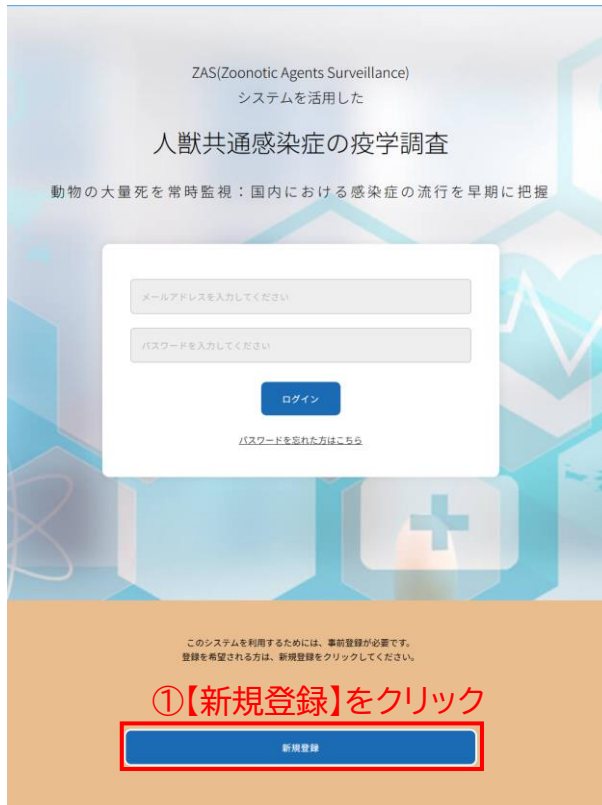 ZAS(Zoonotic Agents Surveillance)
システムを活用した
人獣共通感染症の疫学調査
動物の大量死を常時監視：国内における感染症の流行を早期に把握
メールアドレスを入力してください
パスワードを入力してください
ログイン
パスワードを忘れた方はこちら
このシステムを利用するためには、事前登録が必要です。
登録を希望される方は、新規登録をクリックしてください。
①【新規登録】をクリック
新規登録